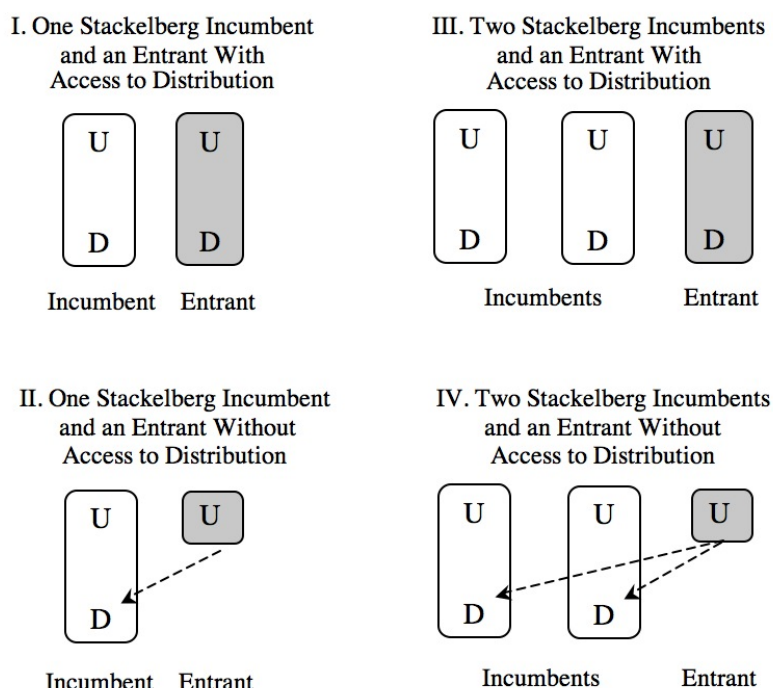 I. One Stackelberg Incumbent
and an Entrant With
Access to Distribution
U
U
D
D
Incumbent
Entrant
III. Two Stackelberg Incumbents
and an Entrant With
Access to Distribution
U
U
U
D
D
D
Incumbents
Entrant
II. One Stackelberg Incumbent
and an Entrant Without
Access to Distribution
U
U
D
Incumbent
Entrant
IV. Two Stackelberg Incumbents
and an Entrant Without
Access to Distribution
U
U
U
D
D
Incumbents
Entrant